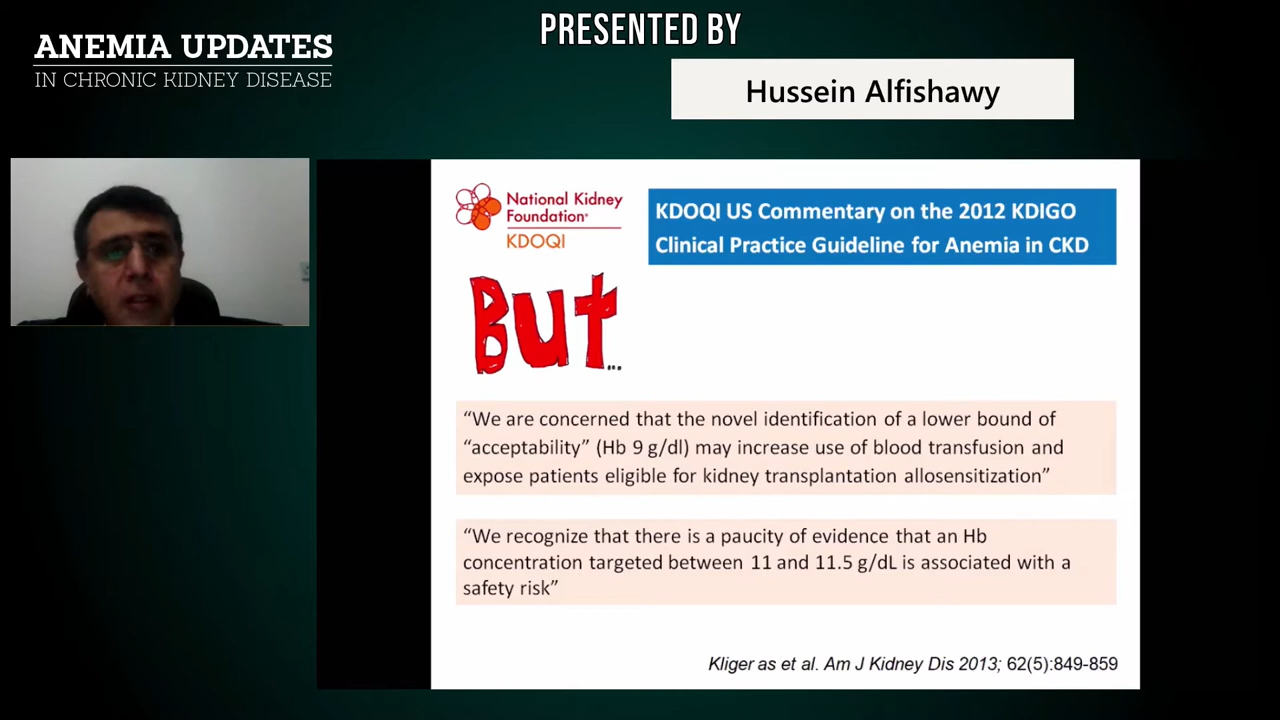 PRESENTED BY
ANEMIA UPDATES
IN CHRONIC KIDNEY DISEASE
Hussein Alfishawy
National Kidney
Foundation®
KDOQI
KDOQI US Commentary on the 2012 KDIGO
Clinical Practice Guideline for Anemia in CKD
But...
“We are concerned that the novel identification of a lower bound of
“acceptability” (Hb 9 g/dl) may increase use of blood transfusion and
expose patients eligible for kidney transplantation allosensitization”
“We recognize that there is a paucity of evidence that an Hb
concentration targeted between 11 and 11.5 g/dL is associated with a
safety risk”
Kliger as et al. Am J Kidney Dis 2013; 62(5):849-859